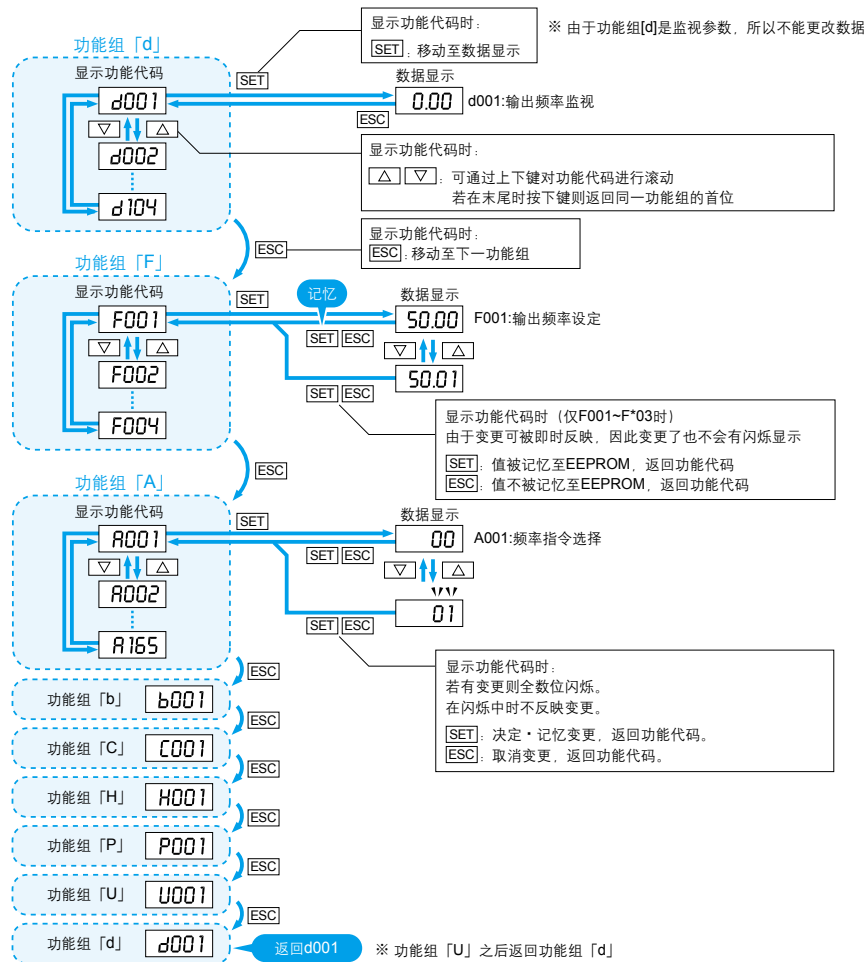 显示功能代码时:
SET : 移动至数据显示
※ 由于功能组[d]是监视参数，所以不能更改数据
功能组「d」
显示功能代码
SET
数据显示
d001
0.00
d001:输出频率监视
ESC
▽ △
d002
显示功能代码时:
△ ▽ : 可通过上下键对功能代码进行滚动
若在末尾时按下键则返回同一功能组的首位
d104
显示功能代码时:
ESC : 移动至下一功能组
ESC
功能组「F」
显示功能代码
SET
记忆
数据显示
F001
50.00
F001:输出频率设定
SET ESC
▽ △
▽ △
F002
50.01
SET ESC
F004
显示功能代码时（仅F001~F*03时）
由于变更可被即时反映，因此变更了也不会有闪烁显示
SET : 值被记忆至EEPROM，返回功能代码
ESC : 值不被记忆至EEPROM，返回功能代码
ESC
功能组「A」
显示功能代码
SET
数据显示
A001
00
A001:频率指令选择
SET ESC
▽ △
▽ △
A002
01
SET ESC
A165
显示功能代码时:
若有变更则全数位闪烁。
在闪烁中时不反映变更。
SET : 决定・记忆变更，返回功能代码。
ESC : 取消变更，返回功能代码。
ESC
功能组「b」 b001
ESC
功能组「C」 C001
ESC
功能组「H」 H001
ESC
功能组「P」 P001
ESC
功能组「U」 U001
ESC
功能组「d」 d001
返回d001
※ 功能组「U」之后返回功能组「d」